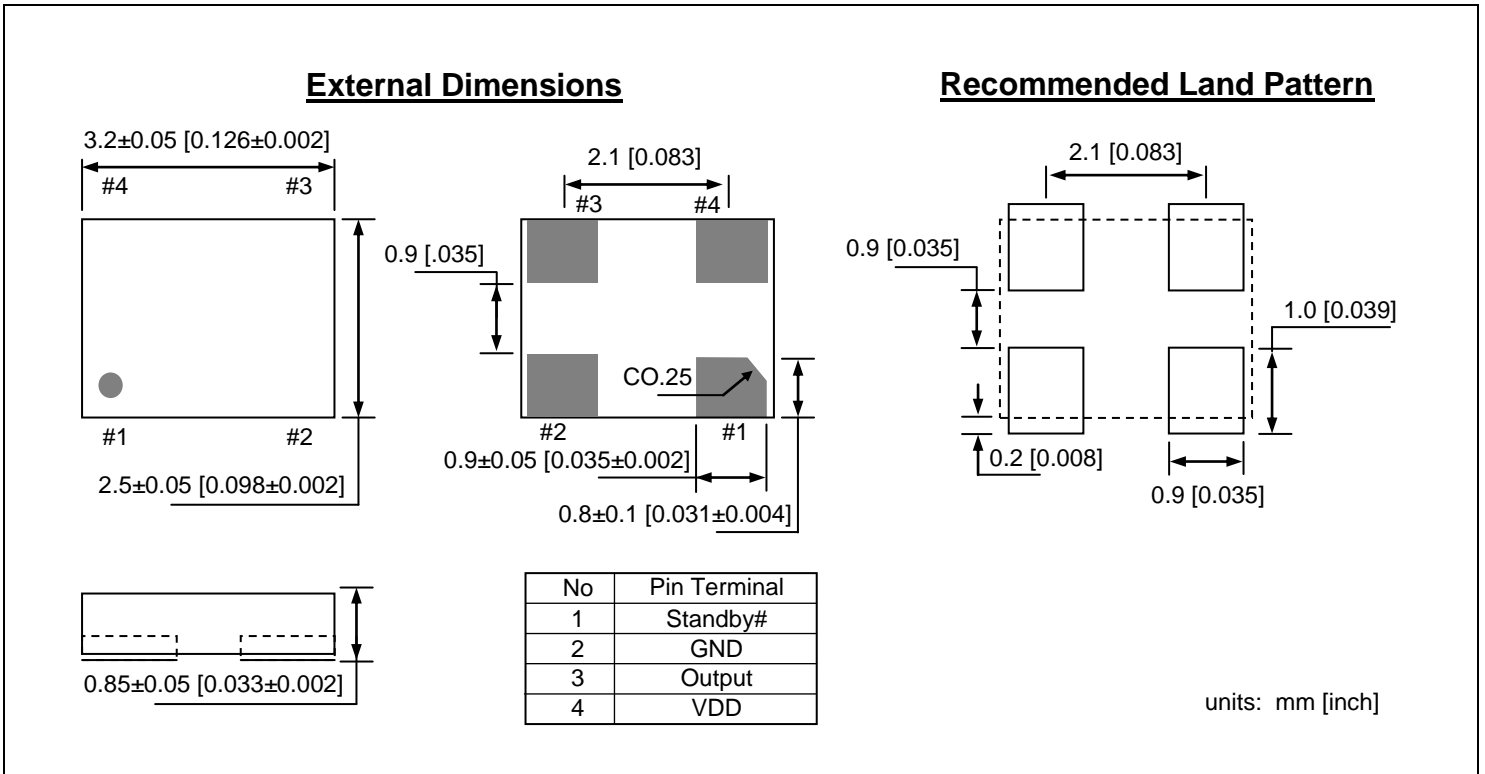 External Dimensions
3.2±0.05 [0.126±0.002]
#4
#3
#1
#2
2.5±0.05 [0.098±0.002]
2.1 [0.083]
#3
#4
0.9 [.035]
CO.25
#2
#1
0.9±0.05 [0.035±0.002]
0.8±0.1 [0.031±0.004]
Recommended Land Pattern
2.1 [0.083]
0.9 [0.035]
1.0 [0.039]
0.2 [0.008]
0.9 [0.035]
0.85±0.05 [0.033±0.002]
No Pin Terminal
1 Standby#
2 GND
3 Output
4 VDD
units: mm [inch]